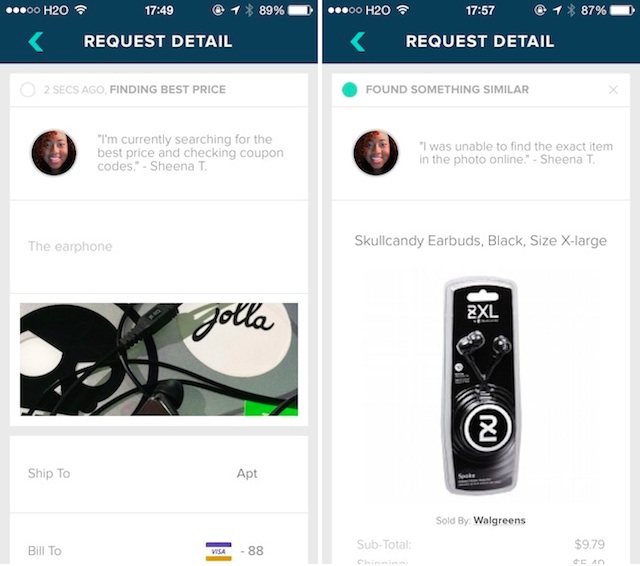 H2O 17:49 89%
REQUEST DETAIL
2 SECS AGO, FINDING BEST PRICE
"I'm currently searching for the
best price and checking coupon
codes." - Sheena T.
The earphone
Jolla
Ship To Apt
Bill To VISA - 88
H2O 17:57 87%
REQUEST DETAIL
FOUND SOMETHING SIMILAR
"I was unable to find the exact item
in the photo online." - Sheena T.
Skullcandy Earbuds, Black, Size X-large
2XL
Spoke
Sold By: Walgreens
Sub-Total: $9.79
Shipping: $5.49